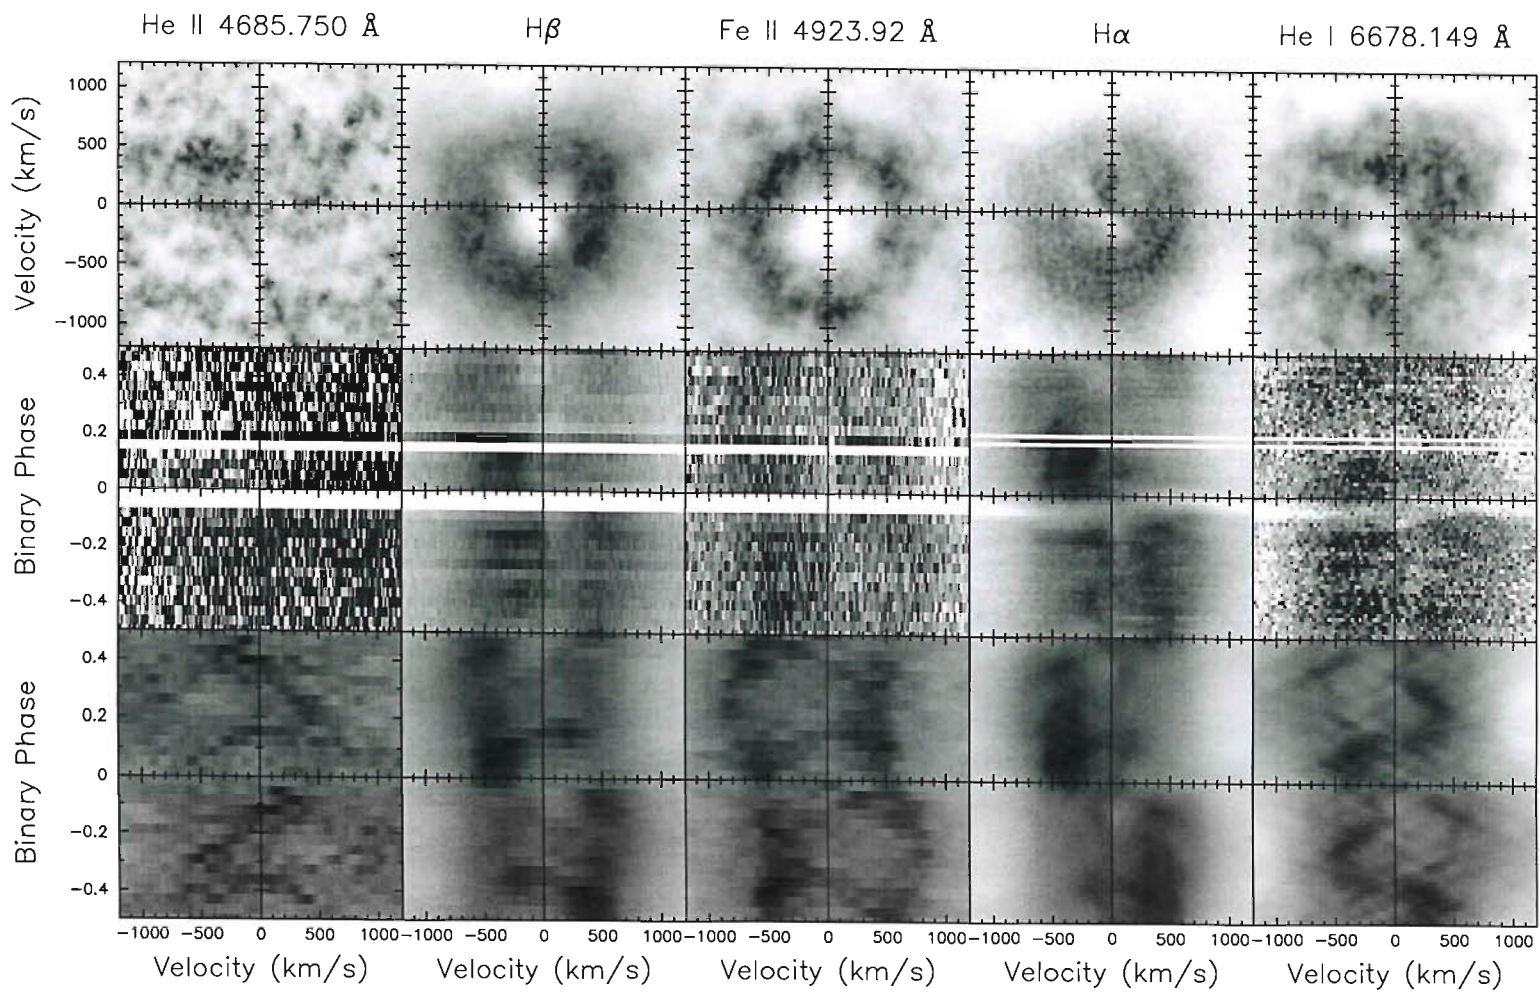 He II 4685.750 Å
Hβ
Fe II 4923.92 Å
Hα
He I 6678.149 Å
Velocity (km/s)
1000
500
0
−500
−1000
Binary Phase
0.4
0.2
0
−0.2
−0.4
Binary Phase
0.4
0.2
0
−0.2
−0.4
−1000 −500 0 500 1000 −1000 −500 0 500 1000 −1000 −500 0 500 1000 −1000 −500 0 500 1000 −1000 −500 0 500 1000
Velocity (km/s) Velocity (km/s) Velocity (km/s) Velocity (km/s) Velocity (km/s)